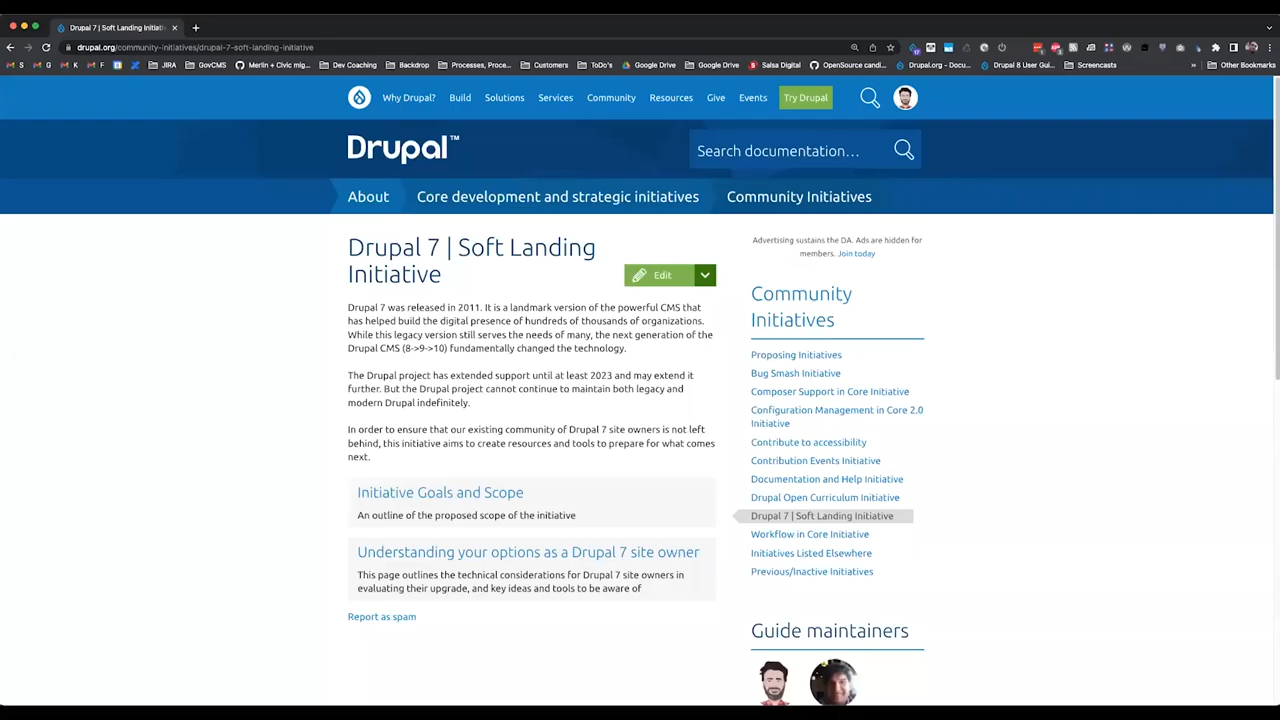 Drupal 7 | Soft Landing Initiati
drupal.org/community-initiatives/drupal-7-soft-landing-initiative
S G K F JIRA GovCMS Merlin + Civic mig... Dev Coaching Backdrop Processes, Proce... Customers ToDo's Google Drive Google Drive Salsa Digital OpenSource candi... Drupal.org - Docu... Drupal 8 User Gui... Screencasts » Other Bookmarks
Why Drupal? Build Solutions Services Community Resources Give Events Try Drupal
Drupal™
Search documentation...
About Core development and strategic initiatives Community Initiatives
Drupal 7 | Soft Landing
Initiative
Edit
Drupal 7 was released in 2011. It is a landmark version of the powerful CMS that
has helped build the digital presence of hundreds of thousands of organizations.
While this legacy version still serves the needs of many, the next generation of the
Drupal CMS (8->9->10) fundamentally changed the technology.
The Drupal project has extended support until at least 2023 and may extend it
further. But the Drupal project cannot continue to maintain both legacy and
modern Drupal indefinitely.
In order to ensure that our existing community of Drupal 7 site owners is not left
behind, this initiative aims to create resources and tools to prepare for what comes
next.
Initiative Goals and Scope
An outline of the proposed scope of the initiative
Understanding your options as a Drupal 7 site owner
This page outlines the technical considerations for Drupal 7 site owners in
evaluating their upgrade, and key ideas and tools to be aware of
Report as spam
Advertising sustains the DA. Ads are hidden for
members. Join today
Community
Initiatives
Proposing Initiatives
Bug Smash Initiative
Composer Support in Core Initiative
Configuration Management in Core 2.0
Initiative
Contribute to accessibility
Contribution Events Initiative
Documentation and Help Initiative
Drupal Open Curriculum Initiative
Drupal 7 | Soft Landing Initiative
Workflow in Core Initiative
Initiatives Listed Elsewhere
Previous/Inactive Initiatives
Guide maintainers